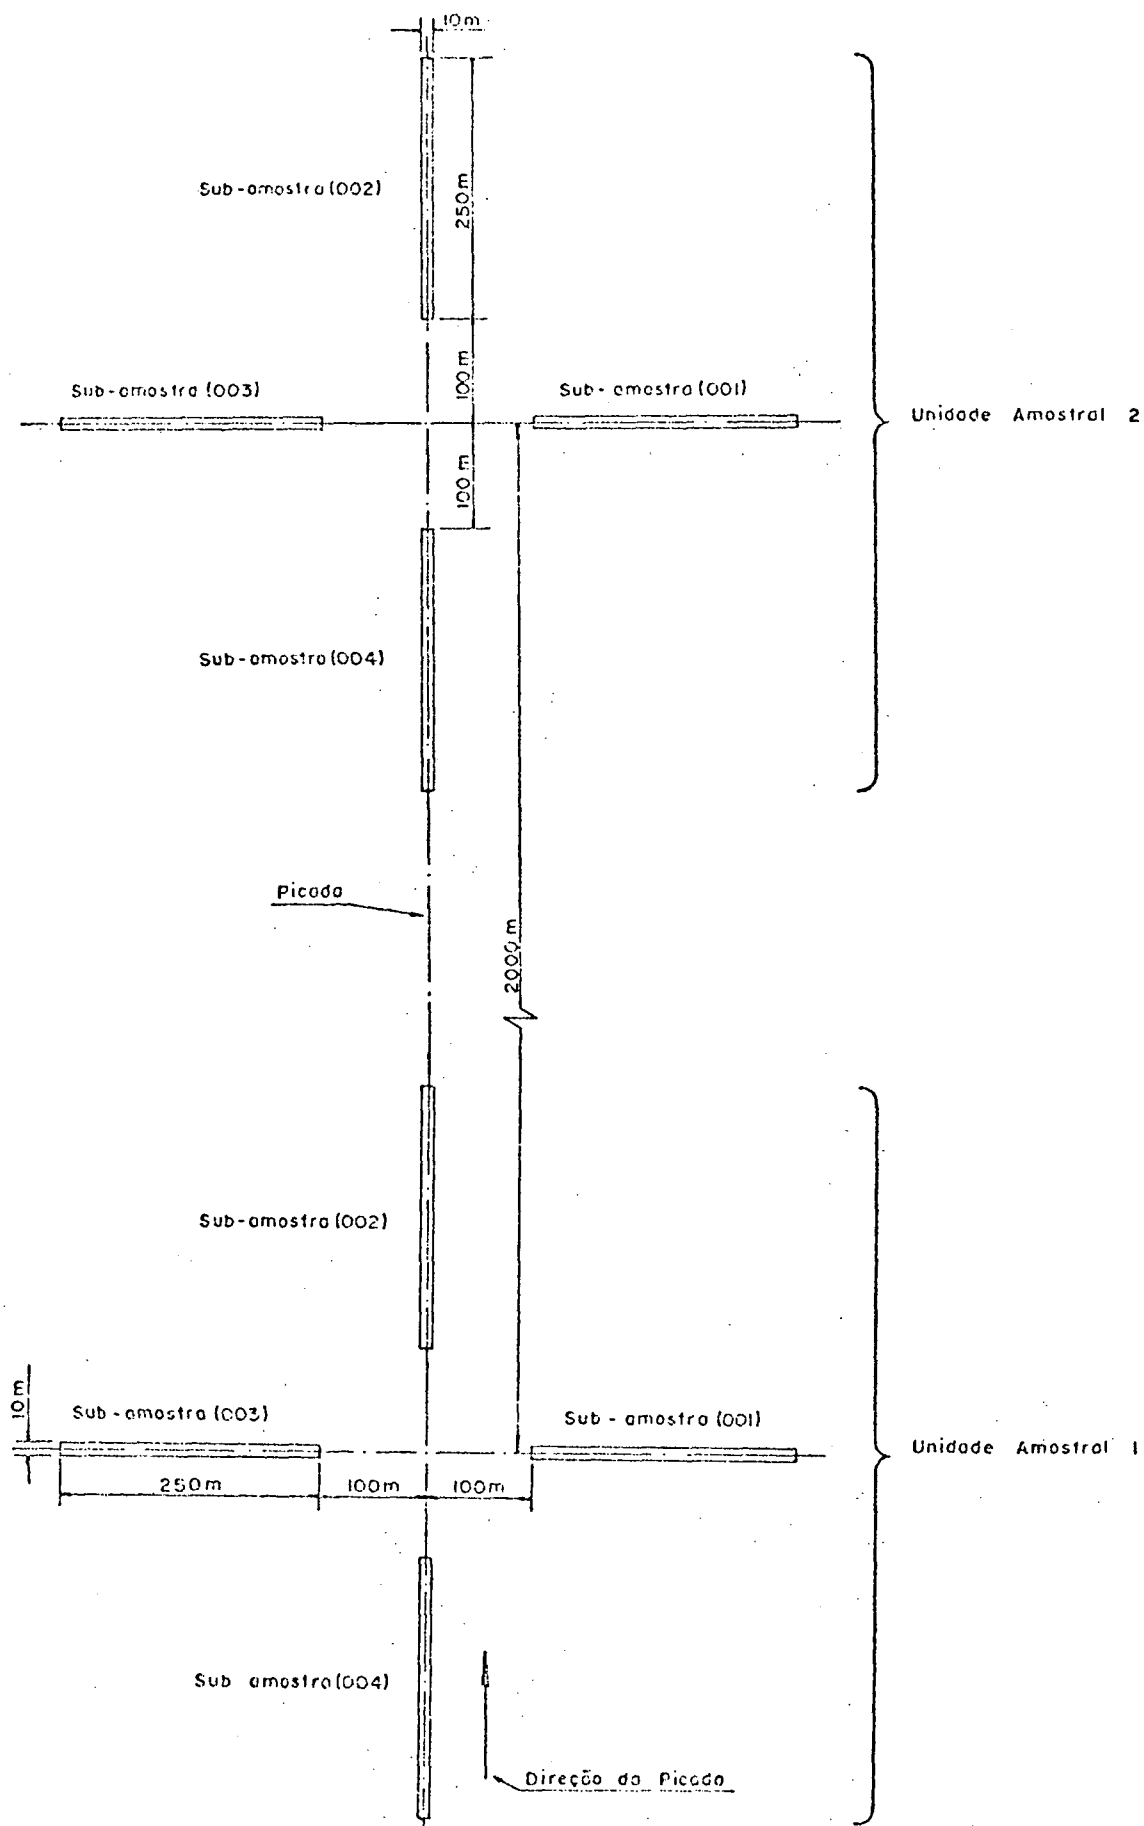 10m
Sub-amostra (002)
250m
Sub-amostra (003)
100m
Sub-amostra (001)
Unidade Amostral 2
100m
Sub-amostra (004)
Picada
2000m
Sub-amostra (002)
10m
Sub-amostra (003)
Sub-amostra (001)
Unidade Amostral 1
250m
100m
100m
Sub amostra (004)
Direção da Picada